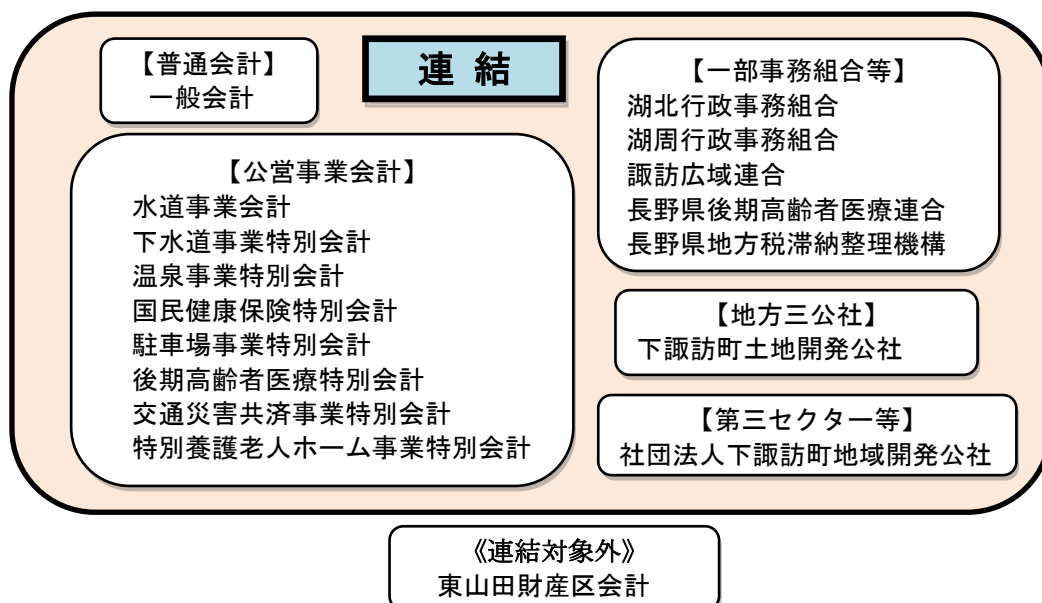 【普通会計】
一般会計
連 結
【公営事業会計】
水道事業会計
下水道事業特別会計
温泉事業特別会計
国民健康保険特別会計
駐車場事業特別会計
後期高齢者医療特別会計
交通災害共済事業特別会計
特別養護老人ホーム事業特別会計
【一部事務組合等】
湖北行政事務組合
湖周行政事務組合
諏訪広域連合
長野県後期高齢者医療連合
長野県地方税滞納整理機構
【地方三公社】
下諏訪町土地開発公社
【第三セクター等】
社団法人下諏訪町地域開発公社
《連結対象外》
東山田財産区会計